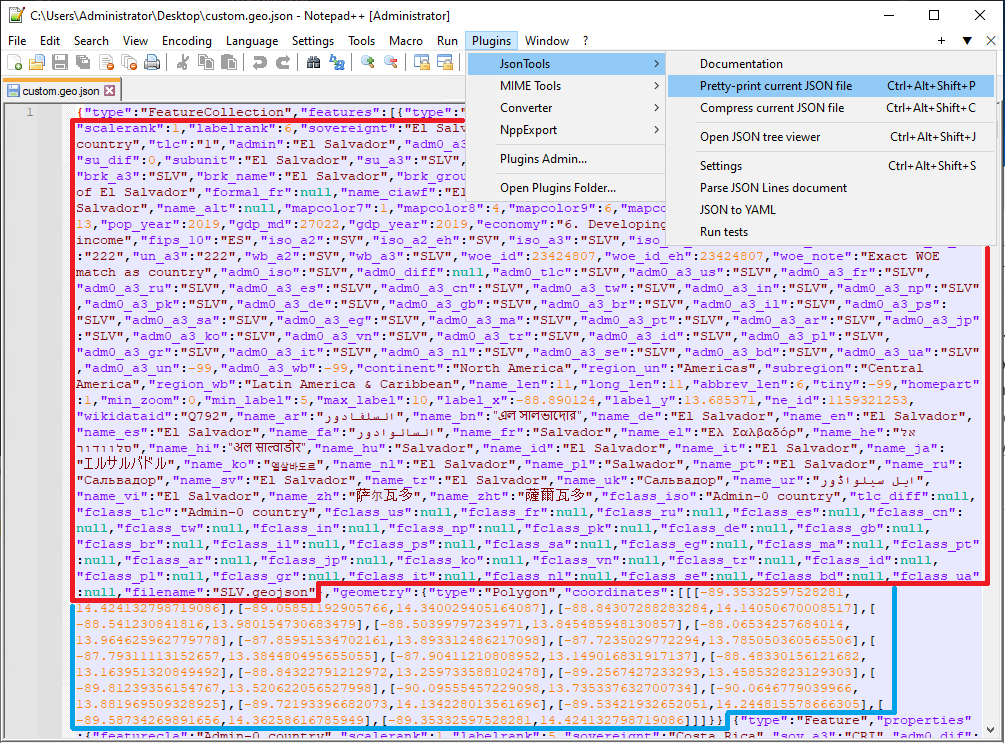 C:\Users\Administrator\Desktop\custom.geo.json - Notepad++ [Administrator]
File Edit Search View Encoding Language Settings Tools Macro Run Plugins Window ?
custom.geo.json
JsonTools
MIME Tools
Converter
NppExport
Plugins Admin...
Open Plugins Folder...
Documentation
Pretty-print current JSON file Ctrl+Alt+Shift+P
Compress current JSON file Ctrl+Alt+Shift+C
Open JSON tree viewer Ctrl+Alt+Shift+J
Settings Ctrl+Alt+Shift+S
Parse JSON Lines document
JSON to YAML
Run tests
1
{"type":"FeatureCollection","features":[{"type":"
"scalerank":1,"labelrank":6,"sovereignt":"El Sal
country","tlc":"1","admin":"El Salvador","adm0_a3
"su_dif":0,"subunit":"El Salvador","su_a3":"SLV",
"brk_a3":"SLV","brk_name":"El Salvador","brk_grou
of El Salvador","formal_fr":null,"name_ciawf":"El
Salvador","name_alt":null,"mapcolor7":1,"mapcolor8":4,"mapcolor9":6,"mapc
13,"pop_year":2019,"gdp_md":27022,"gdp_year":2019,"economy":"6. Developing
income","fips_10":"ES","iso_a2":"SV","iso_a2_eh":"SV","iso_a3":"SLV","iso
"222","un_a3":"222","wb_a2":"SV","wb_a3":"SLV","woe_id":23424807,"woe_id_eh":23424807,"woe_note":"Exact WOE
match as country","adm0_iso":"SLV","adm0_diff":null,"adm0_tlc":"SLV","adm0_a3_us":"SLV","adm0_a3_fr":"SLV",
"adm0_a3_ru":"SLV","adm0_a3_es":"SLV","adm0_a3_cn":"SLV","adm0_a3_tw":"SLV","adm0_a3_in":"SLV","adm0_a3_np":"SLV"
,"adm0_a3_pk":"SLV","adm0_a3_de":"SLV","adm0_a3_gb":"SLV","adm0_a3_br":"SLV","adm0_a3_il":"SLV","adm0_a3_ps":
"SLV","adm0_a3_sa":"SLV","adm0_a3_eg":"SLV","adm0_a3_ma":"SLV","adm0_a3_pt":"SLV","adm0_a3_ar":"SLV","adm0_a3_jp"
:"SLV","adm0_a3_ko":"SLV","adm0_a3_vn":"SLV","adm0_a3_tr":"SLV","adm0_a3_id":"SLV","adm0_a3_pl":"SLV",
"adm0_a3_gr":"SLV","adm0_a3_it":"SLV","adm0_a3_nl":"SLV","adm0_a3_se":"SLV","adm0_a3_bd":"SLV","adm0_a3_ua":"SLV"
,"adm0_a3_un":-99,"adm0_a3_wb":-99,"continent":"North America","region_un":"Americas","subregion":"Central
America","region_wb":"Latin America & Caribbean","name_len":11,"long_len":11,"abbrev_len":6,"tiny":-99,"homepart"
:1,"min_zoom":0,"min_label":5,"max_label":10,"label_x":-88.890124,"label_y":13.685371,"ne_id":1159321253,
"wikidataid":"Q792","name_ar":"السلفادور","name_bn":"এল সালভাদোর","name_de":"El Salvador","name_en":"El Salvador",
"name_es":"El Salvador","name_fa":"السالوادور","name_fr":"Salvador","name_el":"Ελ Σαλβαδόρ","name_he":"אל
סלוודור","name_hi":"अल साल्वाडोर","name_hu":"Salvador","name_id":"El Salvador","name_it":"El Salvador","name_ja":
"エルサルバドル","name_ko":"엘살바도르","name_nl":"El Salvador","name_pl":"Salwador","name_pt":"El Salvador","name_ru":
"Сальвадор","name_sv":"El Salvador","name_tr":"El Salvador","name_uk":"Сальвадор","name_ur":"ایل سیلواڈور",
"name_vi":"El Salvador","name_zh":"萨尔瓦多","name_zht":"薩爾瓦多","fclass_iso":"Admin-0 country","tlc_diff":null,
"fclass_tlc":"Admin-0 country","fclass_us":null,"fclass_fr":null,"fclass_ru":null,"fclass_es":null,"fclass_cn":
null,"fclass_tw":null,"fclass_in":null,"fclass_np":null,"fclass_pk":null,"fclass_de":null,"fclass_gb":null,
"fclass_br":null,"fclass_il":null,"fclass_ps":null,"fclass_sa":null,"fclass_eg":null,"fclass_ma":null,"fclass_pt"
:null,"fclass_ar":null,"fclass_jp":null,"fclass_ko":null,"fclass_vn":null,"fclass_tr":null,"fclass_id":null,
"fclass_pl":null,"fclass_gr":null,"fclass_it":null,"fclass_nl":null,"fclass_se":null,"fclass_bd":null,"fclass_ua"
:null,"filename":"SLV.geojson"},"geometry":{"type":"Polygon","coordinates":[[[-89.35332597528281,
14.424132798719086],[-89.05851192905766,14.340029405164087],[-88.84307288283284,14.14050670008517],[
-88.541230841816,13.980154730683479],[-88.50399797234971,13.845485948130857],[-88.06534257684014,
13.964625962779778],[-87.85951534702161,13.893312486217098],[-87.7235029772294,13.785050360565506],[
-87.79311113152657,13.384480495655055],[-87.90411210808952,13.149016831917137],[-88.48330156121682,
13.163951320849492],[-88.84322791212972,13.259733588102478],[-89.2567427233293,13.458532823129303],[
-89.81239356154767,13.520622056527998],[-90.09555457229098,13.735337632700734],[-90.0646779039966,
13.881969509328925],[-89.72193396682073,14.134228013561696],[-89.53421932652051,14.244815578666305],[
-89.58734269891656,14.36258616785949],[-89.35332597528281,14.424132798719086]]]}},{"type":"Feature","properties"
:{"featurecla":"Admin-0 country","scalerank":1,"labelrank":5,"sovereignt":"Costa Rica","sov_a3":"CRI","adm0_dif":